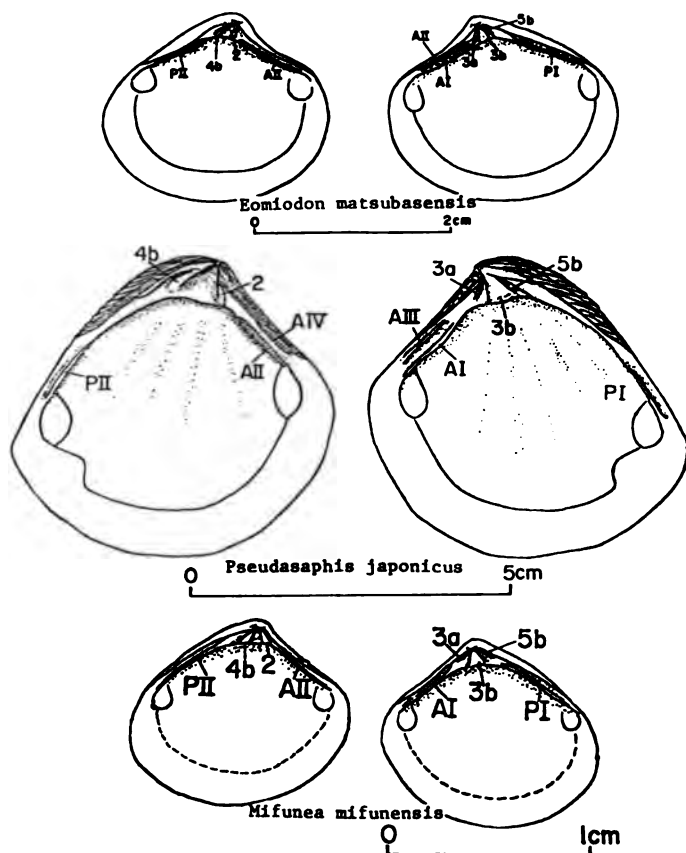 AII 5b
4b 2 AII 3a 3b
PII AII AI PI
Eomiodon matsubasensis
0 2cm
4b 2 3a 5b
AIV AIII 3b
PII AII AI PI
Pseudasaphis japonicus
0 5cm
3a 5b
PII 4b 2 AII AI 3b PI
Mifunea mifunensis
0 1cm